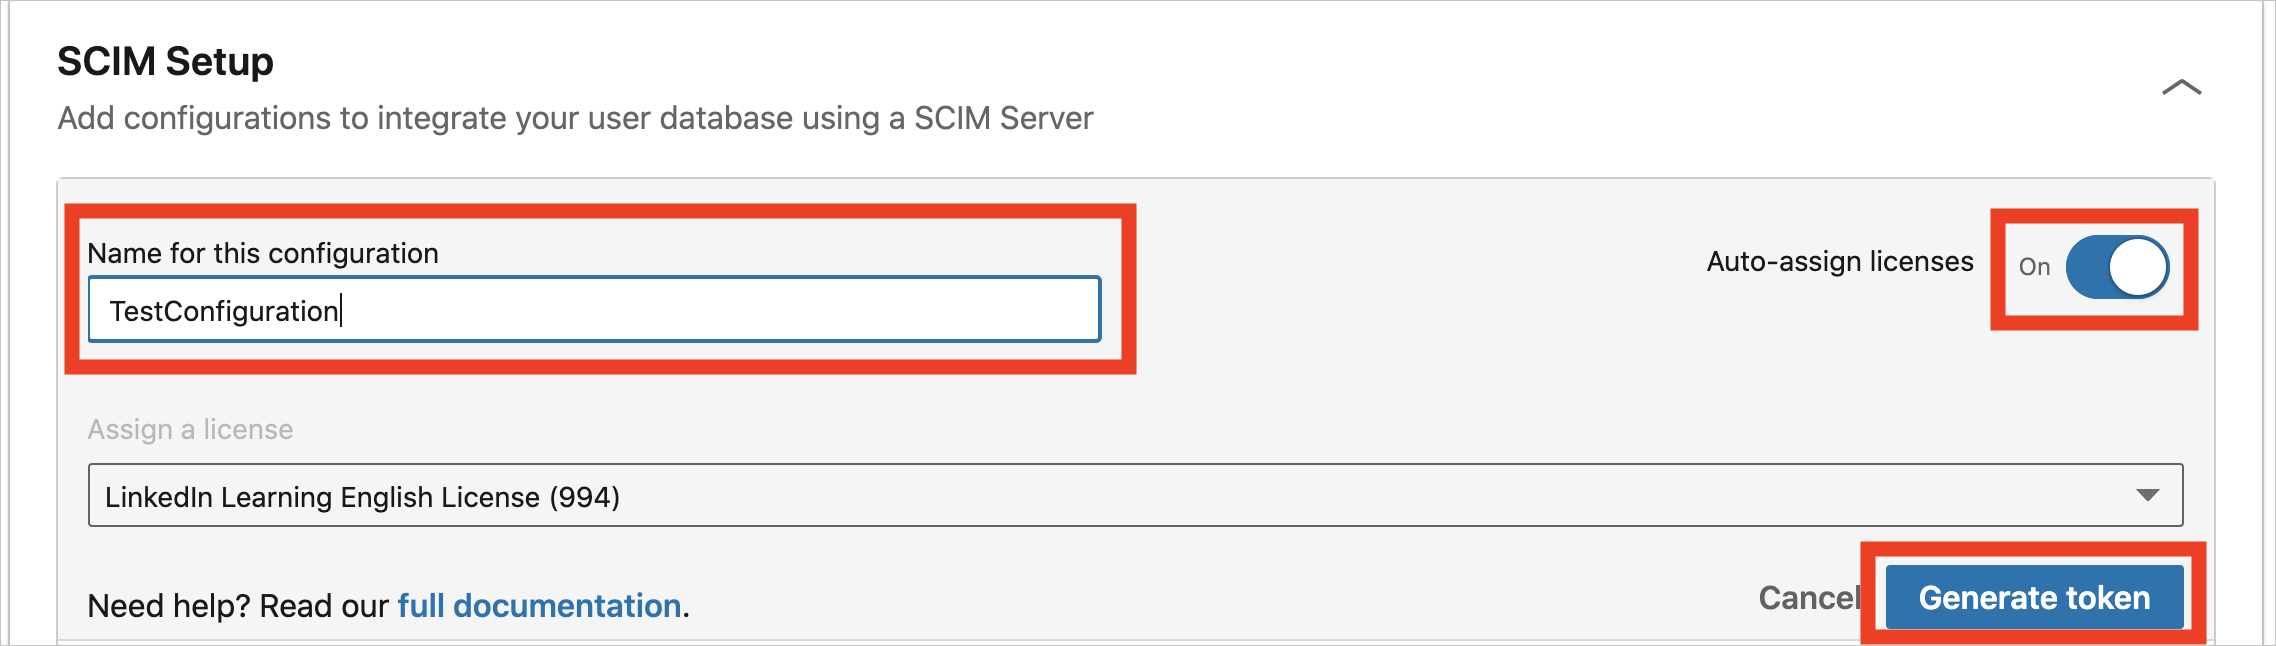 SCIM Setup
Add configurations to integrate your user database using a SCIM Server
Name for this configuration
TestConfiguration
Auto-assign licenses
On
Assign a license
LinkedIn Learning English License (994)
Need help? Read our full documentation.
Cancel
Generate token